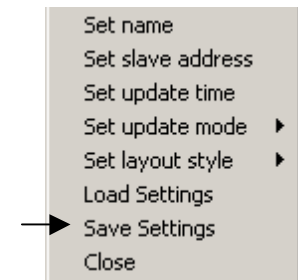 Set name
Set slave address
Set update time
Set update mode
Set layout style
Load Settings
Save Settings
Close